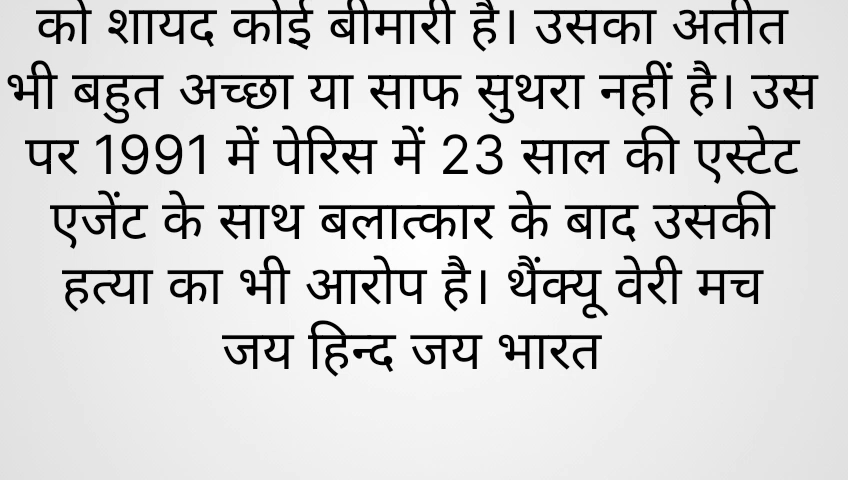 को शायद कोई बीमारी है। उसका अतीत
भी बहुत अच्छा या साफ सुथरा नहीं है। उस
पर 1991 में पेरिस में 23 साल की एस्टेट
एजेंट के साथ बलात्कार के बाद उसकी
हत्या का भी आरोप है। थैंक्यू वेरी मच
जय हिन्द जय भारत